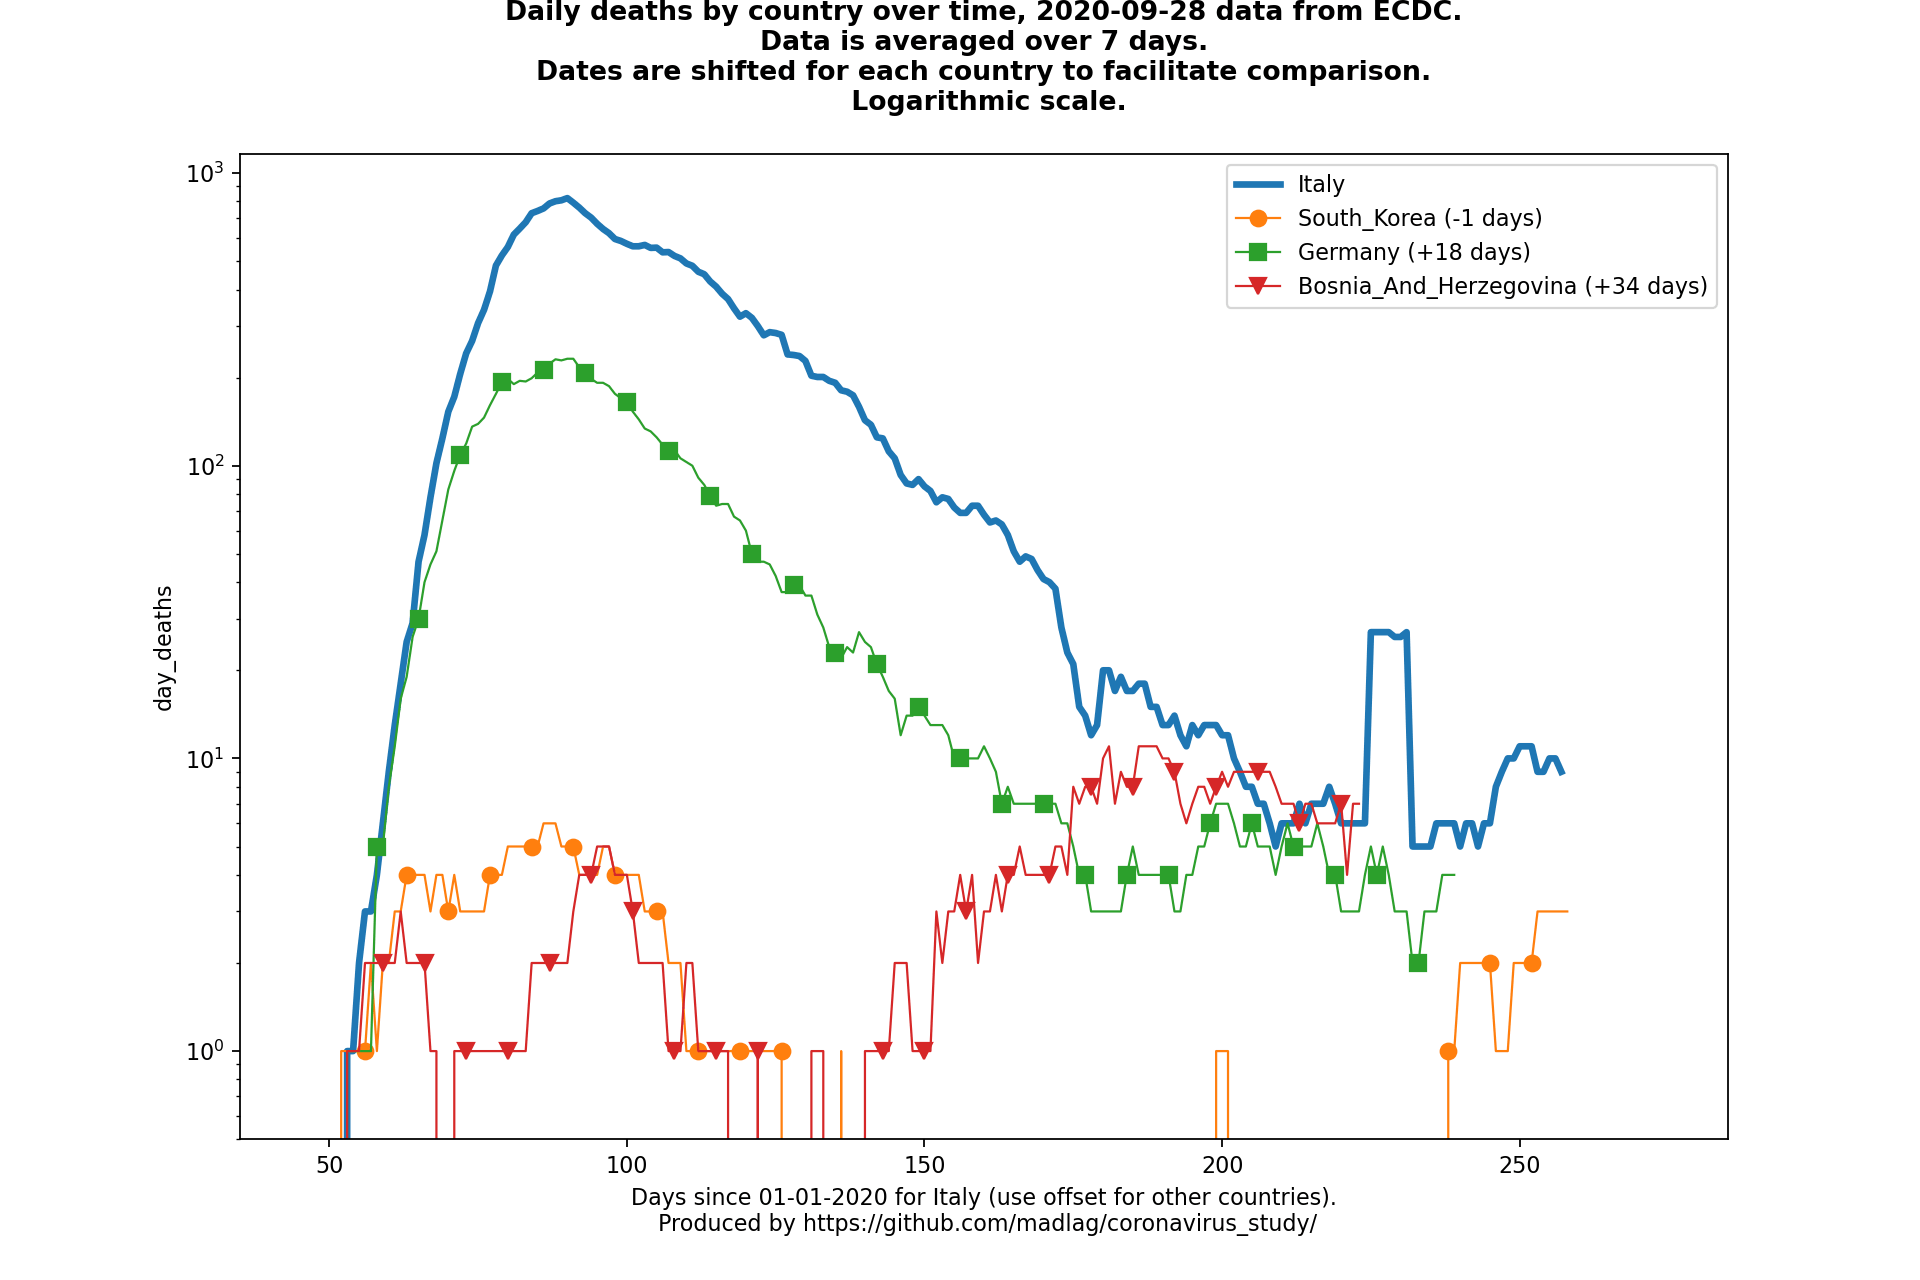 Daily deaths by country over time, 2020-09-28 data from ECDC.
Data is averaged over 7 days.
Dates are shifted for each country to facilitate comparison.
Logarithmic scale.
10³
10²
10¹
10⁰
day_deaths
Italy
South_Korea (-1 days)
Germany (+18 days)
Bosnia_And_Herzegovina (+34 days)
50 100 150 200 250
Days since 01-01-2020 for Italy (use offset for other countries).
Produced by https://github.com/madlag/coronavirus_study/